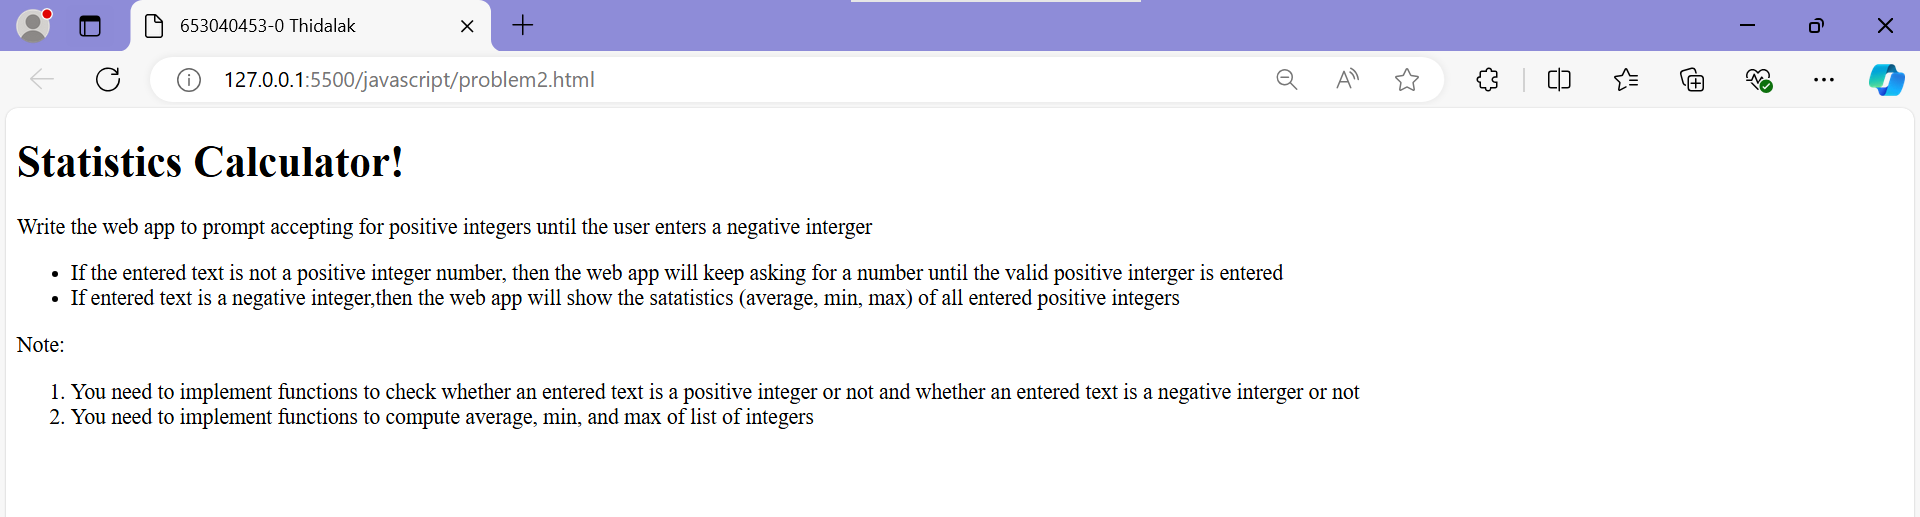 653040453-0 Thidalak
127.0.0.1:5500/javascript/problem2.html
Statistics Calculator!
Write the web app to prompt accepting for positive integers until the user enters a negative interger
• If the entered text is not a positive integer number, then the web app will keep asking for a number until the valid positive interger is entered
• If entered text is a negative integer,then the web app will show the satatistics (average, min, max) of all entered positive integers
Note:
1. You need to implement functions to check whether an entered text is a positive integer or not and whether an entered text is a negative interger or not
2. You need to implement functions to compute average, min, and max of list of integers